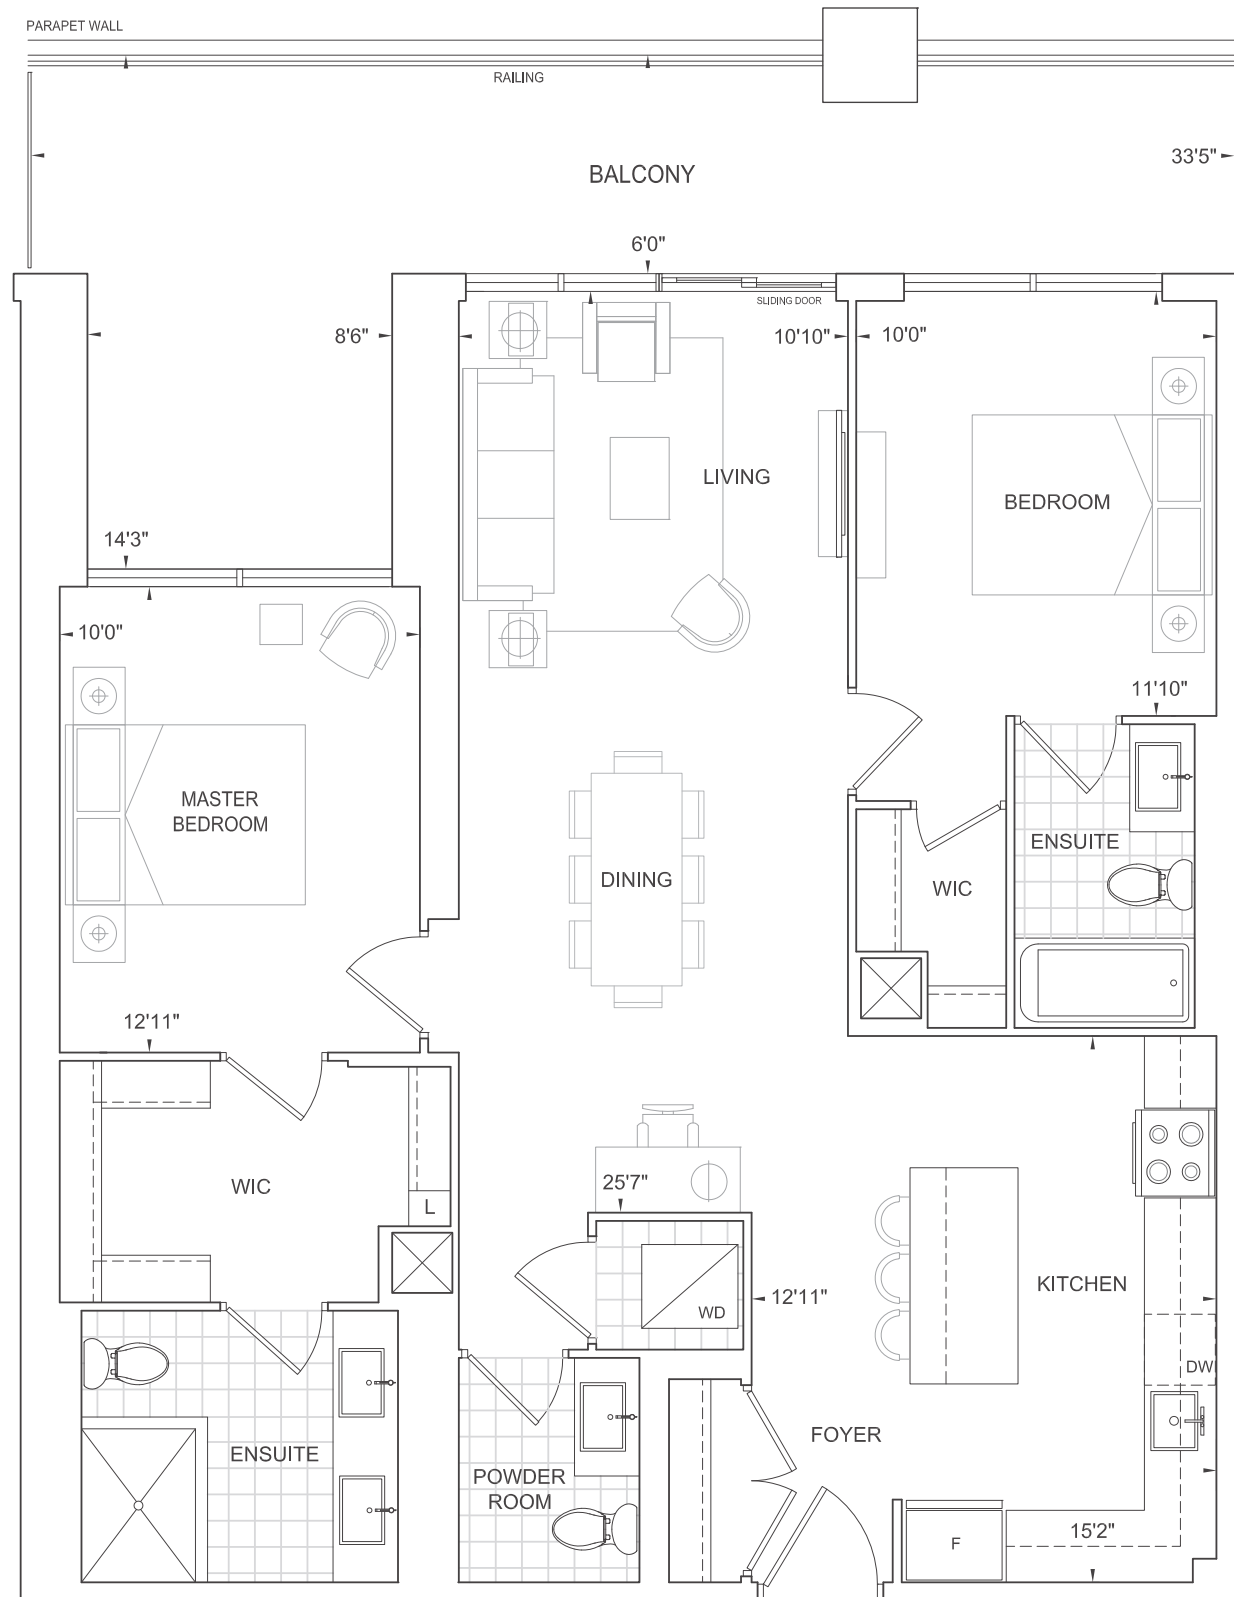 PARAPET WALL
RAILING
BALCONY
33'5"
6'0"
SLIDING DOOR
8'6"
10'10"
10'0"
LIVING
BEDROOM
14'3"
10'0"
11'10"
MASTER
BEDROOM
DINING
ENSUITE
WIC
12'11"
WIC
L
25'7"
KITCHEN
12'11"
WD
DW
FOYER
ENSUITE
POWDER
ROOM
15'2"
F